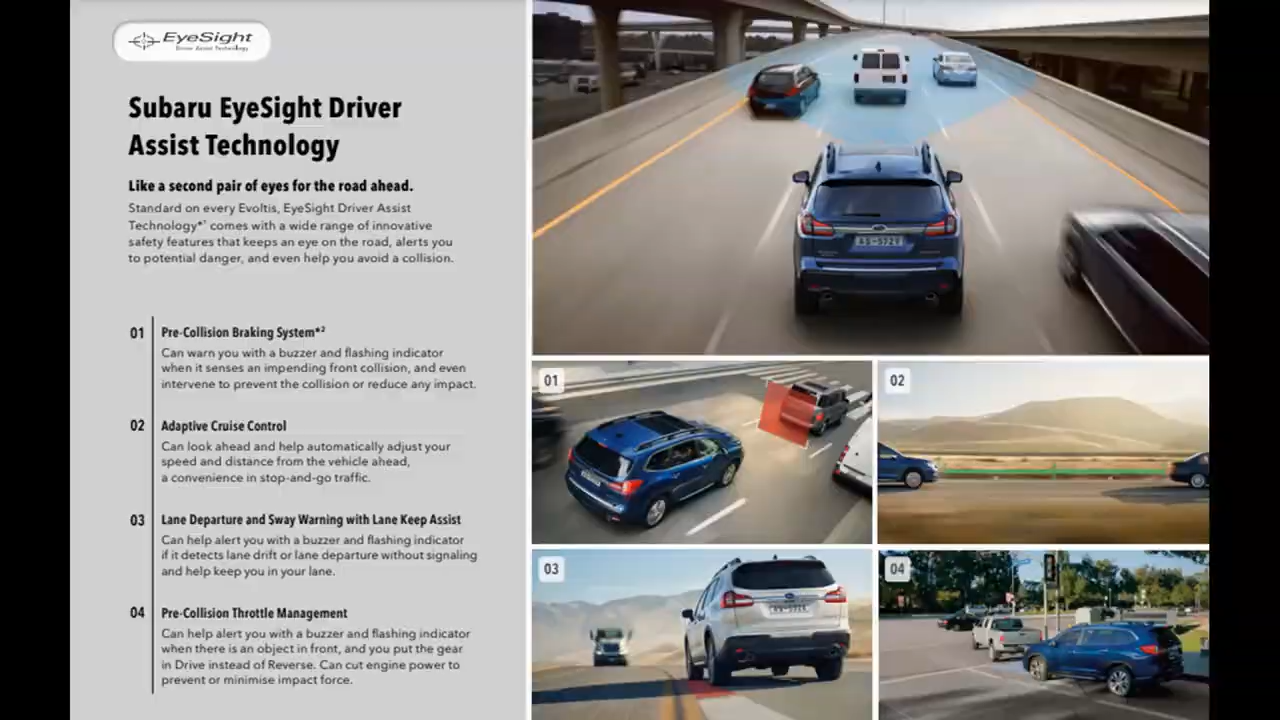 EyeSight
Driver Assist Technology
Subaru EyeSight Driver
Assist Technology
Like a second pair of eyes for the road ahead.
Standard on every Evoltis, EyeSight Driver Assist
Technology*¹ comes with a wide range of innovative
safety features that keeps an eye on the road, alerts you
to potential danger, and even help you avoid a collision.
01 Pre-Collision Braking System*²
Can warn you with a buzzer and flashing indicator
when it senses an impending front collision, and even
intervene to prevent the collision or reduce any impact.
02 Adaptive Cruise Control
Can look ahead and help automatically adjust your
speed and distance from the vehicle ahead,
a convenience in stop-and-go traffic.
03 Lane Departure and Sway Warning with Lane Keep Assist
Can help alert you with a buzzer and flashing indicator
if it detects lane drift or lane departure without signaling
and help keep you in your lane.
04 Pre-Collision Throttle Management
Can help alert you with a buzzer and flashing indicator
when there is an object in front, and you put the gear
in Drive instead of Reverse. Can cut engine power to
prevent or minimise impact force.
01
02
03
04